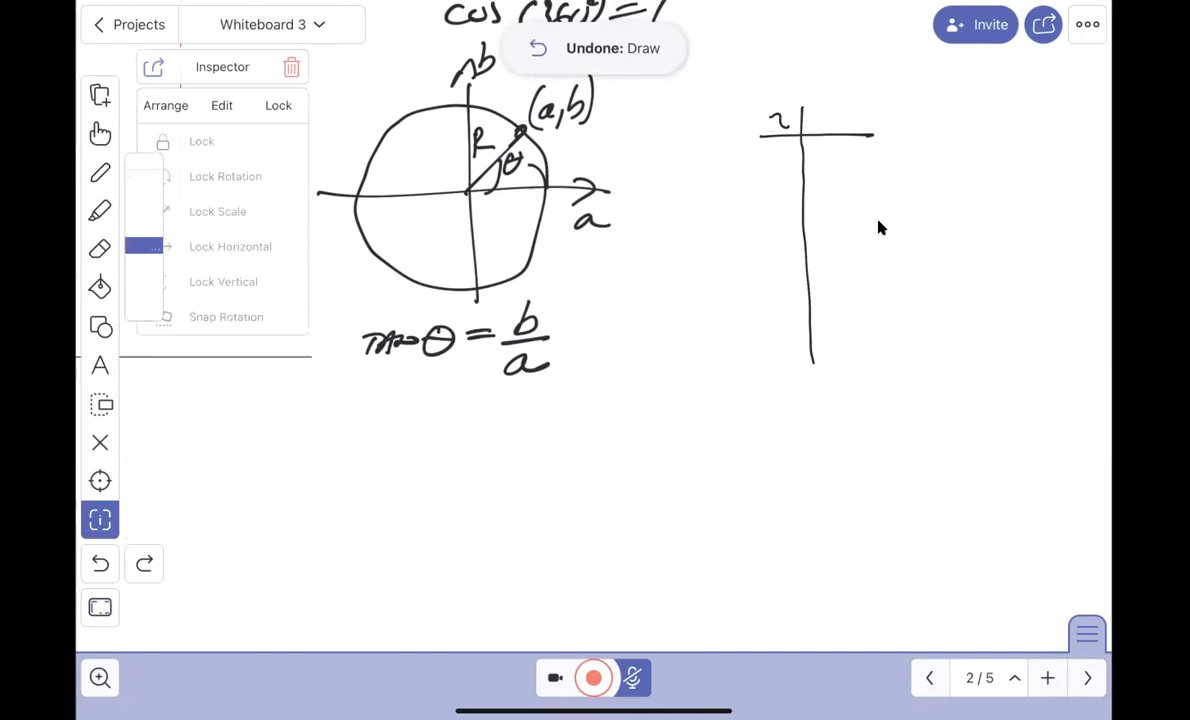 Projects
Whiteboard 3
Undone: Draw
Invite
Inspector
Arrange Edit Lock
Lock
Lock Rotation
Lock Scale
Lock Horizontal
Lock Vertical
Snap Rotation
...
b
(a,b)
R
θ
a
TAN θ = b/a
A
2 / 5